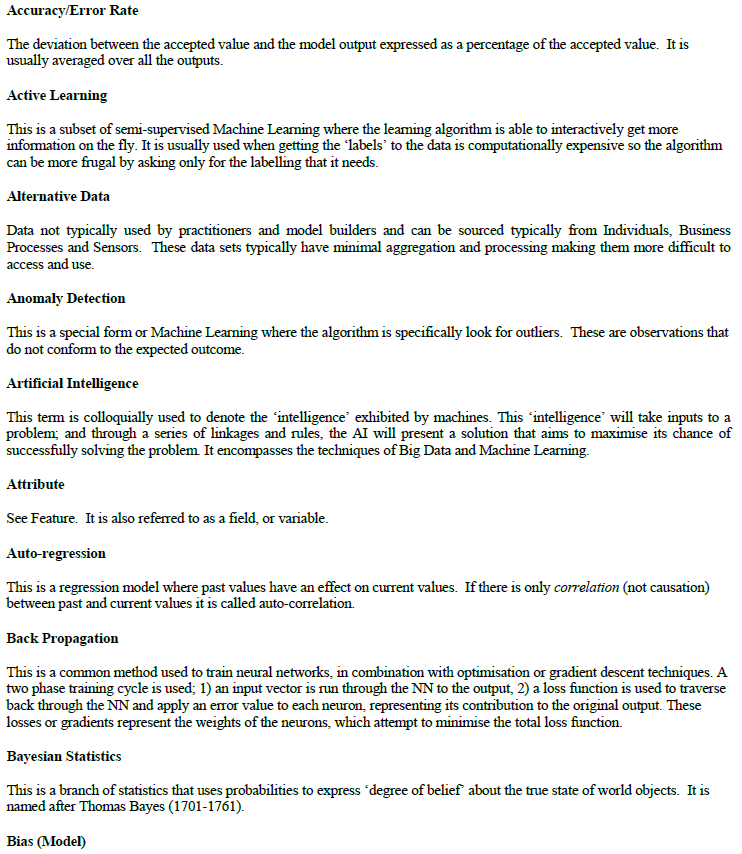 Accuracy/Error Rate
The deviation between the accepted value and the model output expressed as a percentage of the accepted value.  It is
usually averaged over all the outputs.
Active Learning
This is a subset of semi-supervised Machine Learning where the learning algorithm is able to interactively get more
information on the fly. It is usually used when getting the ‘labels’ to the data is computationally expensive so the algorithm
can be more frugal by asking only for the labelling that it needs.
Alternative Data
Data not typically used by practitioners and model builders and can be sourced typically from Individuals, Business
Processes and Sensors.  These data sets typically have minimal aggregation and processing making them more difficult to
access and use.
Anomaly Detection
This is a special form or Machine Learning where the algorithm is specifically look for outliers.  These are observations that
do not conform to the expected outcome.
Artificial Intelligence
This term is colloquially used to denote the ‘intelligence’ exhibited by machines. This ‘intelligence’ will take inputs to a
problem; and through a series of linkages and rules, the AI will present a solution that aims to maximise its chance of
successfully solving the problem. It encompasses the techniques of Big Data and Machine Learning.
Attribute
See Feature.  It is also referred to as a field, or variable.
Auto-regression
This is a regression model where past values have an effect on current values.  If there is only correlation (not causation)
between past and current values it is called auto-correlation.
Back Propagation
This is a common method used to train neural networks, in combination with optimisation or gradient descent techniques. A
two phase training cycle is used; 1) an input vector is run through the NN to the output, 2) a loss function is used to traverse
back through the NN and apply an error value to each neuron, representing its contribution to the original output. These
losses or gradients represent the weights of the neurons, which attempt to minimise the total loss function.
Bayesian Statistics
This is a branch of statistics that uses probabilities to express ‘degree of belief’ about the true state of world objects.  It is
named after Thomas Bayes (1701-1761).
Bias (Model)